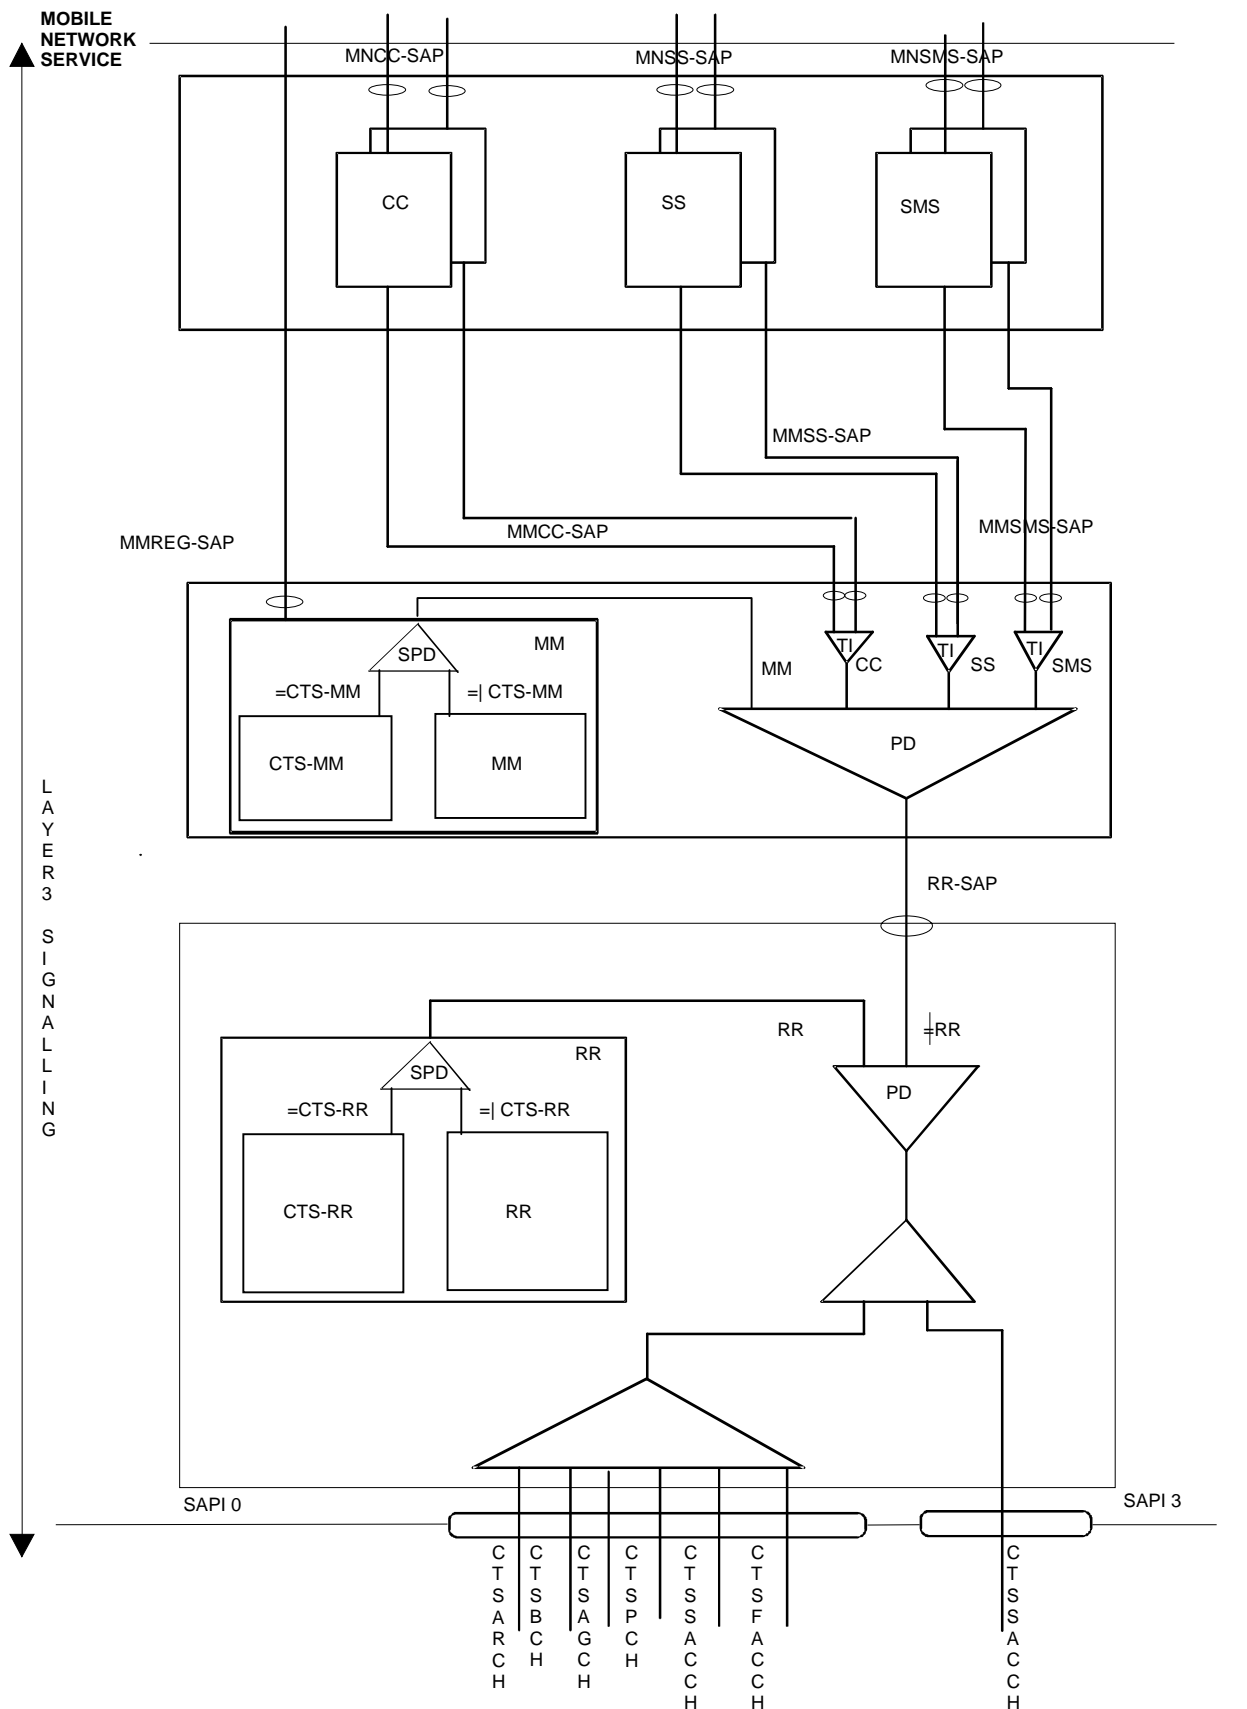 MOBILE
NETWORK
SERVICE
MNCC-SAP
MNSS-SAP
MNSMS-SAP
CC
SS
SMS
MMSS-SAP
MMREG-SAP
MMCC-SAP
MMSMS-SAP
SPD
MM
TI
TI
TI
CC
SS
SMS
MM
=CTS-MM
=| CTS-MM
PD
CTS-MM
MM
LAYER3 SIGNALLING
RR-SAP
RR
=RR
SPD
RR
PD
=CTS-RR
=| CTS-RR
CTS-RR
RR
SAPI 0
SAPI 3
CTSARCH
CTSBCH
CTSAGCH
CTSPCH
CTSSACCH
CTSFACCH
CTSSACCH